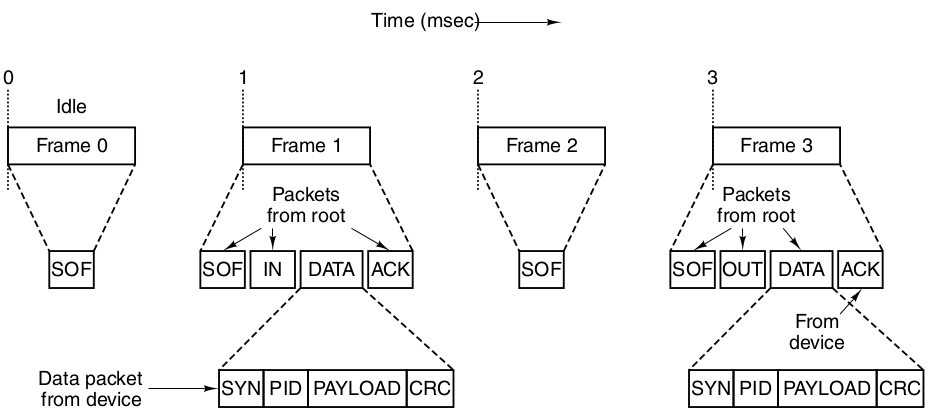 Time (msec)
0
1
2
3
Idle
Frame 0
Frame 1
Frame 2
Frame 3
Packets
from root
Packets
from root
SOF
SOF IN DATA ACK
SOF
SOF OUT DATA ACK
From
device
Data packet
from device
SYN PID PAYLOAD CRC
SYN PID PAYLOAD CRC